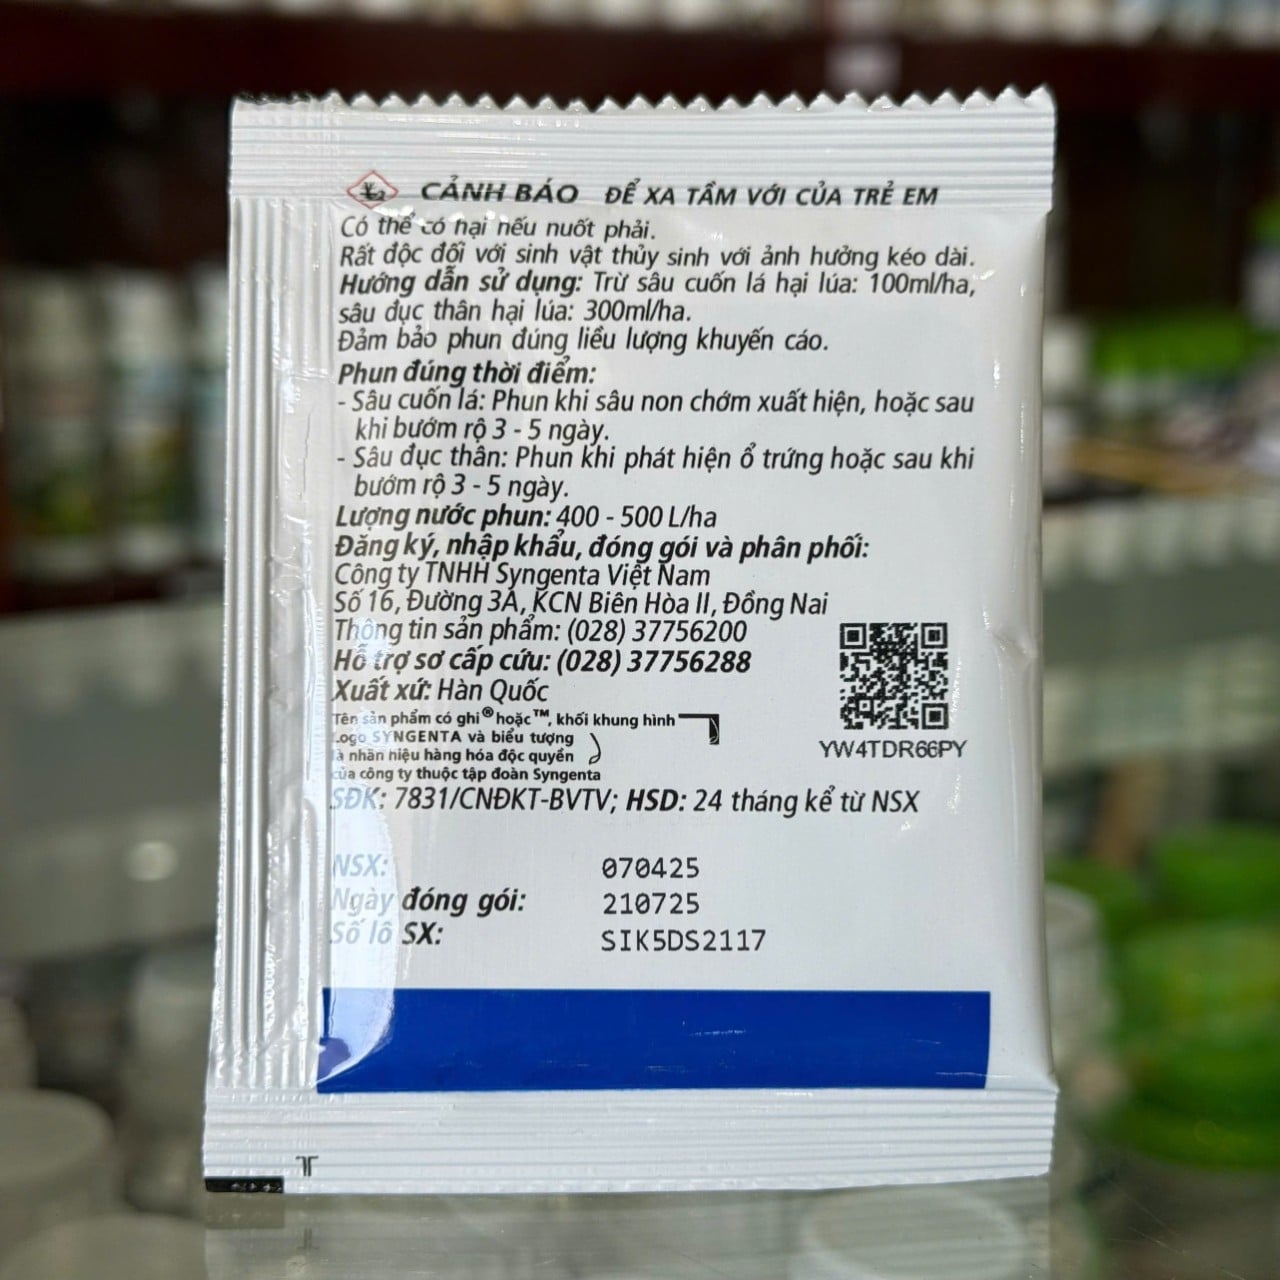 CẢNH BÁO ĐỂ XA TẦM VỚI CỦA TRẺ EM
Có thể có hại nếu nuốt phải.
Rất độc đối với sinh vật thủy sinh với ảnh hưởng kéo dài.
Hướng dẫn sử dụng: Trừ sâu cuốn lá hại lúa: 100ml/ha,
sâu đục thân hại lúa: 300ml/ha.
Đảm bảo phun đúng liều lượng khuyến cáo.
Phun đúng thời điểm:
- Sâu cuốn lá: Phun khi sâu non chớm xuất hiện, hoặc sau
khi bướm rộ 3 - 5 ngày.
- Sâu đục thân: Phun khi phát hiện ổ trứng hoặc sau khi
bướm rộ 3 - 5 ngày.
Lượng nước phun: 400 - 500 L/ha
Đăng ký, nhập khẩu, đóng gói và phân phối:
Công ty TNHH Syngenta Việt Nam
Số 16, Đường 3A, KCN Biên Hòa II, Đồng Nai
Thông tin sản phẩm: (028) 37756200
Hỗ trợ sơ cấp cứu: (028) 37756288
Xuất xứ: Hàn Quốc
Tên sản phẩm có ghi ® hoặc ™, khối khung hình
Logo SYNGENTA và biểu tượng
là nhãn hiệu hàng hóa độc quyền
của công ty thuộc tập đoàn Syngenta
YW4TDR66PY
SĐK: 7831/CNĐKT-BVTV; HSD: 24 tháng kể từ NSX
NSX: 070425
Ngày đóng gói: 210725
Số lô SX: SIK5DS2117